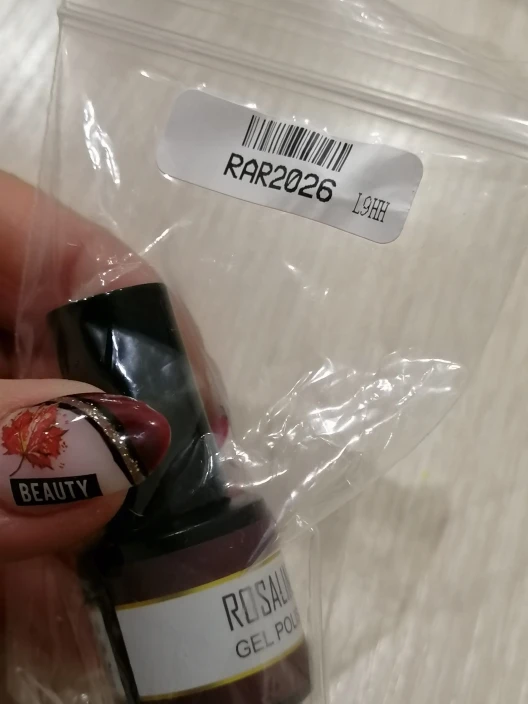 RAR2026
L9HH
BEAUTY
ROSALI
GEL POL